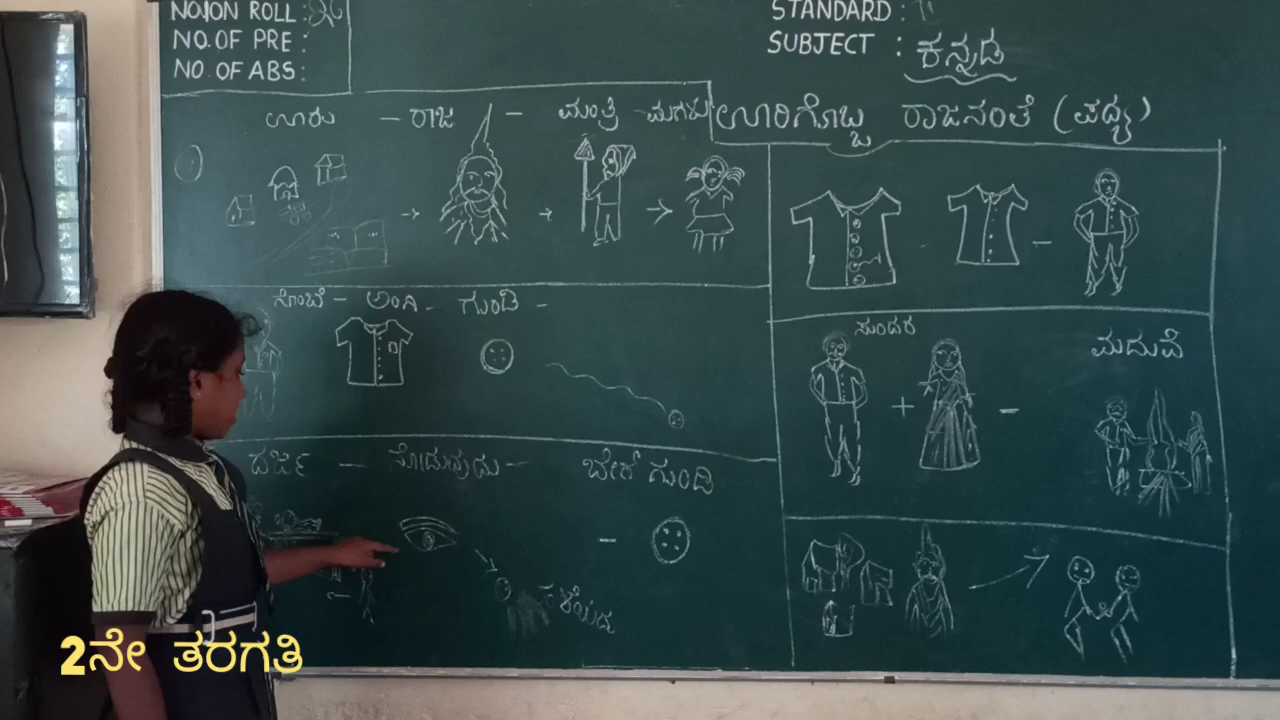 NO.ON ROLL :
NO. OF PRE :
NO. OF ABS :
STANDARD : II
SUBJECT : ಕನ್ನಡ
ಊರಿಗೊಬ್ಬ ರಾಜನಂತೆ (ಪದ್ಯ)
ಊರು - ರಾಜ - ಮಂತ್ರಿ - ಮಗಳು
- ಅಂಗಿ - ಗುಂಡಿ -
ದರ್ಜಿ - ನೋಡುವುದು - ಬೇರೆ ಗುಂಡಿ
ಸುಂದರ
ಮದುವೆ
2ನೇ ತರಗತಿ